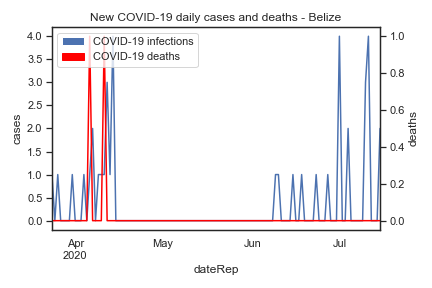 New COVID-19 daily cases and deaths - Belize
COVID-19 infections
COVID-19 deaths
4.0
3.5
3.0
2.5
2.0
1.5
1.0
0.5
0.0
cases
1.0
0.8
0.6
0.4
0.2
0.0
deaths
Apr
2020
May
Jun
Jul
dateRep